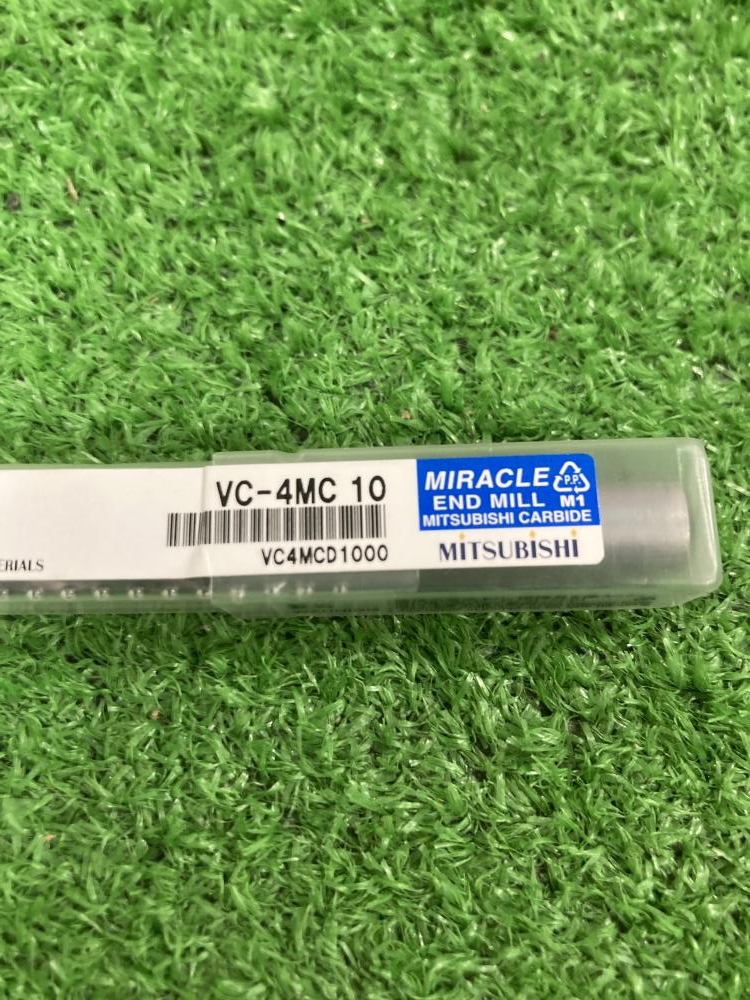 VC-4MC 10
VC4MCD1000
ERIALS
MIRACLE P.P.
END MILL M1
MITSUBISHI CARBIDE
MITSUBISHI